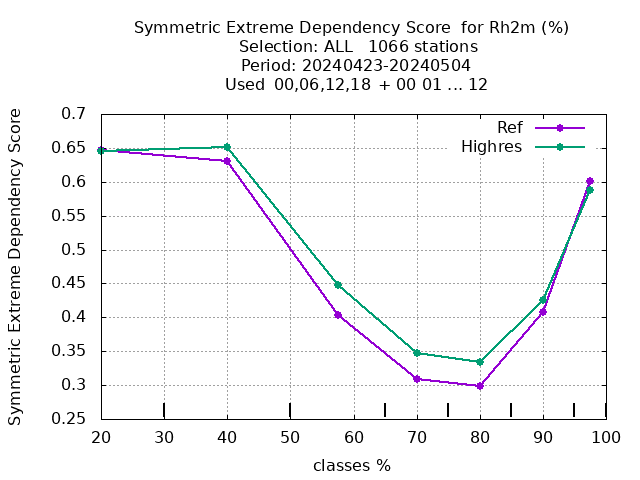 Symmetric Extreme Dependency Score  for Rh2m (%)
Selection: ALL   1066 stations
Period: 20240423-20240504
Used  00,06,12,18 + 00 01 ... 12
Symmetric Extreme Dependency Score
0.7
0.65
0.6
0.55
0.5
0.45
0.4
0.35
0.3
0.25
Ref
Highres
20 30 40 50 60 70 80 90 100
classes %